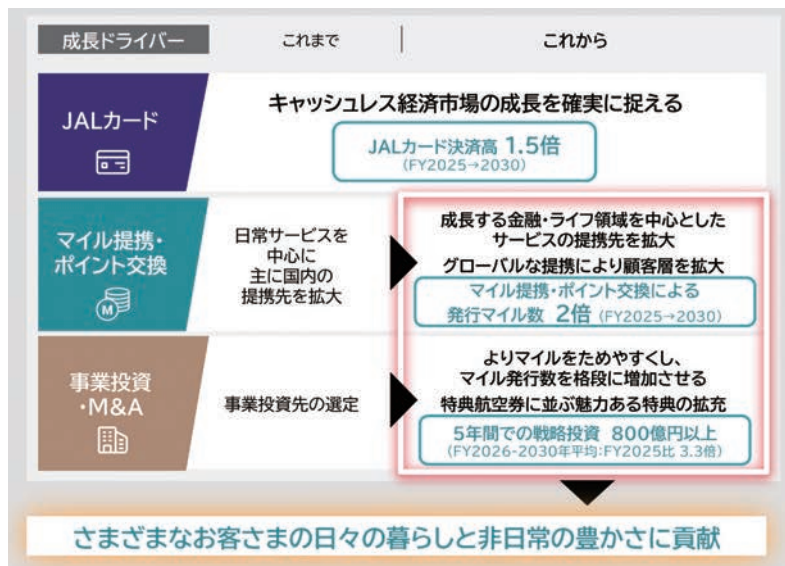 成長ドライバー
これまで
これから
JALカード
キャッシュレス経済市場の成長を確実に捉える
JALカード決済高 1.5倍
(FY2025→2030)
マイル提携・
ポイント交換
M
日常サービスを
中心に
主に国内の
提携先を拡大
成長する金融・ライフ領域を中心とした
サービスの提携先を拡大
グローバルな提携により顧客層を拡大
マイル提携・ポイント交換による
発行マイル数 2倍 (FY2025→2030)
事業投資
・M&A
事業投資先の選定
よりマイルをためやすくし、
マイル発行数を格段に増加させる
特典航空券に並ぶ魅力ある特典の拡充
5年間での戦略投資 800億円以上
(FY2026-2030年平均:FY2025比 3.3倍)
さまざまなお客さまの日々の暮らしと非日常の豊かさに貢献